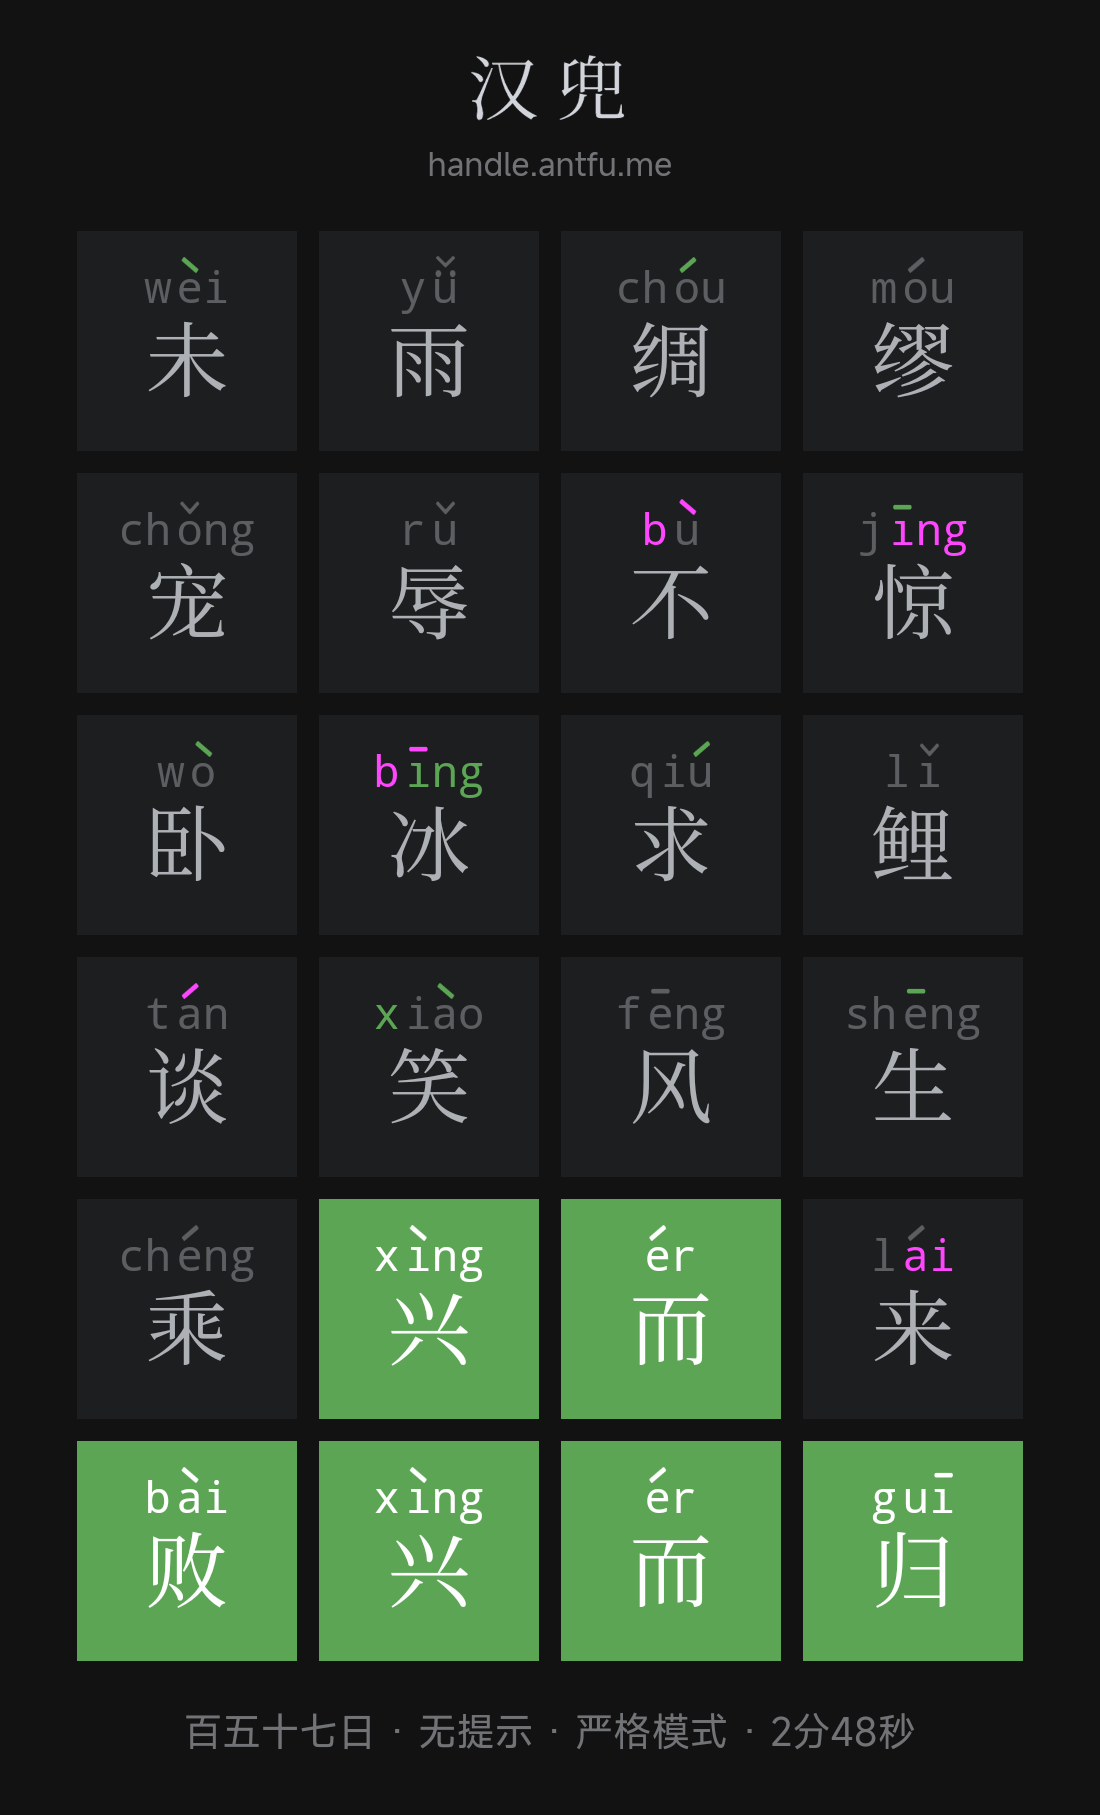 汉兜
handle.antfu.me
wèi yǚ chóu móu
未 雨 绸 缪
chǒng rǔ bù jīng
宠 辱 不 惊
wò bīng qiú lǐ
卧 冰 求 鲤
tán xiào fēng shēng
谈 笑 风 生
chéng xìng ér lái
乘 兴 而 来
bài xìng ér guī
败 兴 而 归
百五十七日 · 无提示 · 严格模式 · 2分48秒